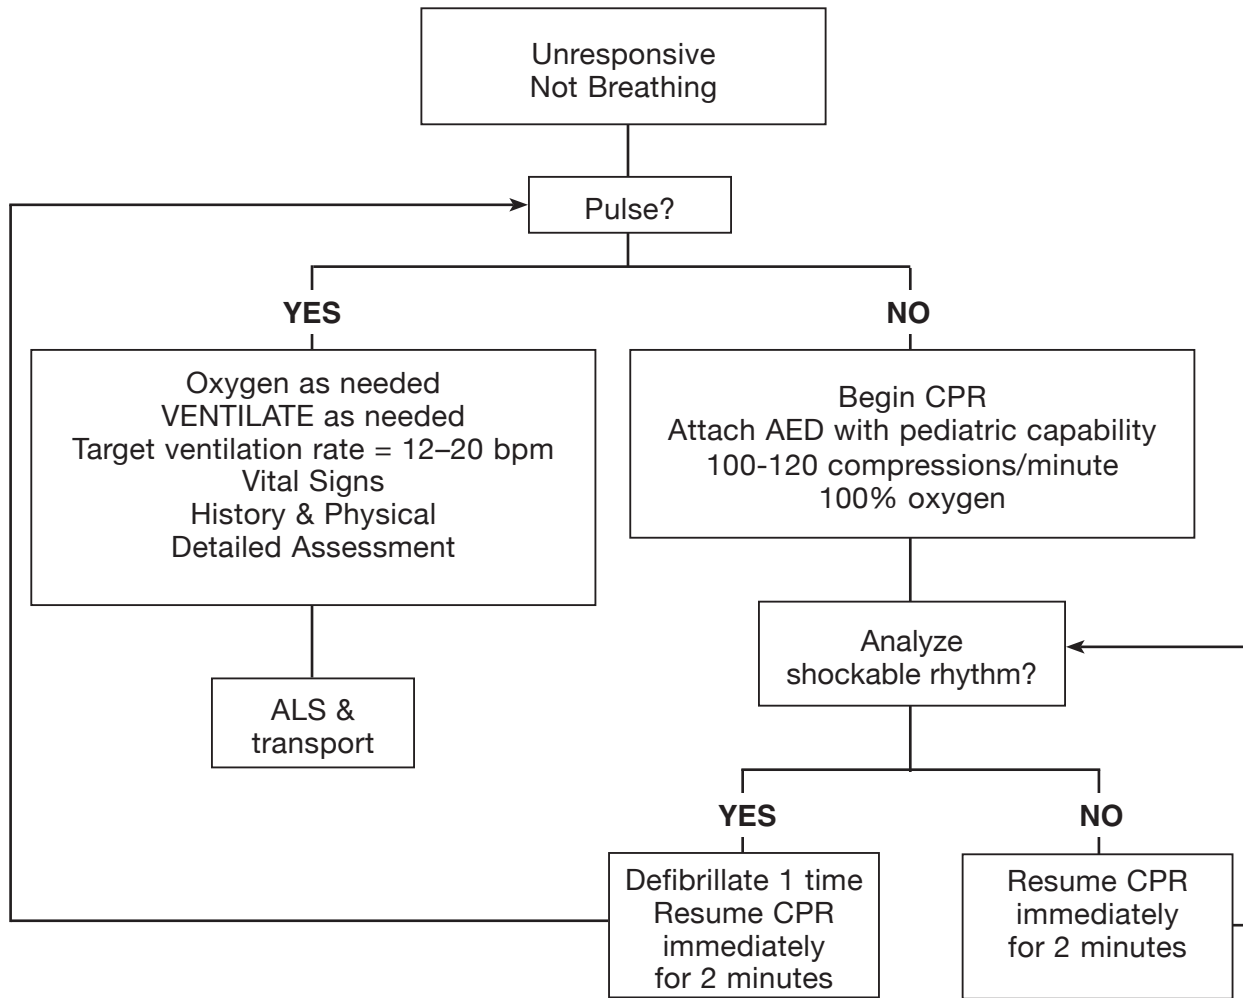 Unresponsive
Not Breathing
Pulse?
YES
NO
Oxygen as needed
VENTILATE as needed
Target ventilation rate = 12–20 bpm
Vital Signs
History & Physical
Detailed Assessment
Begin CPR
Attach AED with pediatric capability
100-120 compressions/minute
100% oxygen
ALS &
transport
Analyze
shockable rhythm?
YES
NO
Defibrillate 1 time
Resume CPR
immediately
for 2 minutes
Resume CPR
immediately
for 2 minutes